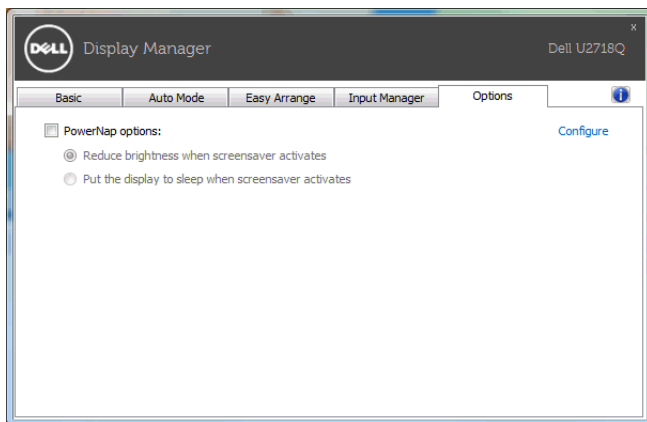 DELL Display Manager
x
Dell U2718Q
Basic Auto Mode Easy Arrange Input Manager Options i
PowerNap options: Configure
Reduce brightness when screensaver activates
Put the display to sleep when screensaver activates